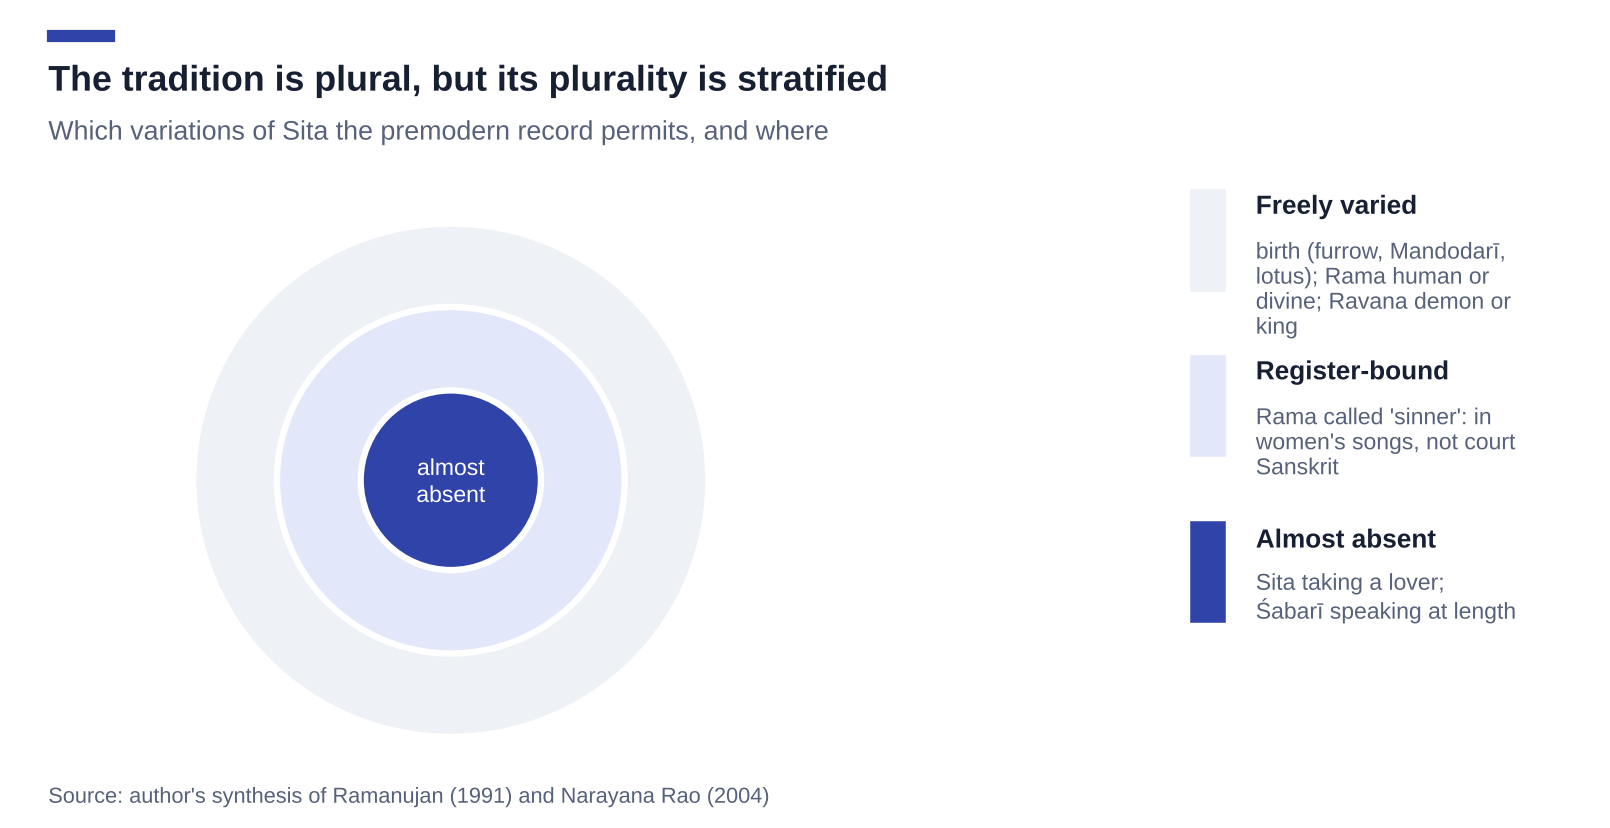 The tradition is plural, but its plurality is stratified
Which variations of Sita the premodern record permits, and where
almost
absent
Freely varied
birth (furrow, Mandodarī,
lotus); Rama human or
divine; Ravana demon or
king
Register-bound
Rama called 'sinner': in
women's songs, not court
Sanskrit
Almost absent
Sita taking a lover;
Śabarī speaking at length
Source: author's synthesis of Ramanujan (1991) and Narayana Rao (2004)